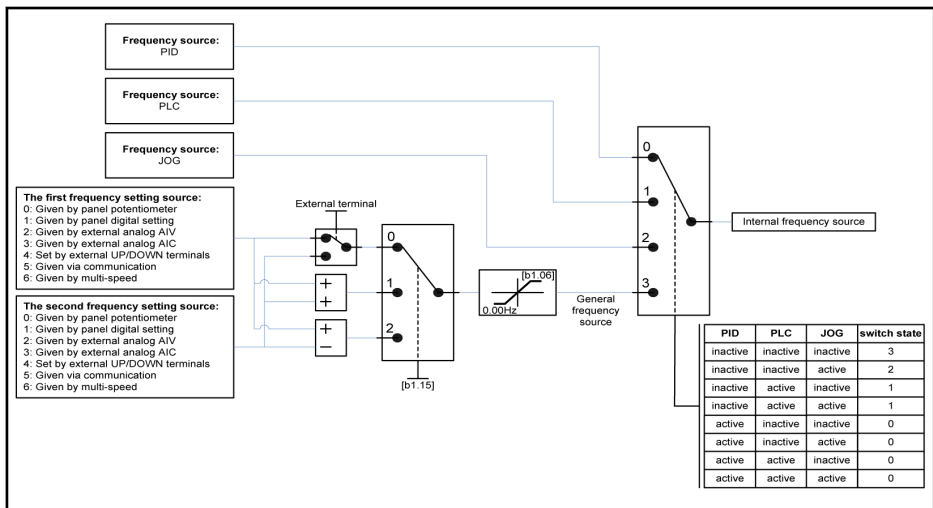 Frequency source:
PID
Frequency source:
PLC
Frequency source:
JOG
The first frequency setting source:
0: Given by panel potentiometer
1: Given by panel digital setting
2: Given by external analog AIV
3: Given by external analog AIC
4: Set by external UP/DOWN terminals
5: Given via communication
6: Given by multi-speed
The second frequency setting source:
0: Given by panel potentiometer
1: Given by panel digital setting
2: Given by external analog AIV
3: Given by external analog AIC
4: Set by external UP/DOWN terminals
5: Given via communication
6: Given by multi-speed
External terminal
+
+
+
−
0
1
2
[b1.15]
[b1.06]
0.00Hz
General
frequency
source
0
1
2
3
Internal frequency source
PID PLC JOG switch state
inactive inactive inactive 3
inactive inactive active 2
inactive active inactive 1
inactive active active 1
active inactive inactive 0
active inactive active 0
active active inactive 0
active active active 0